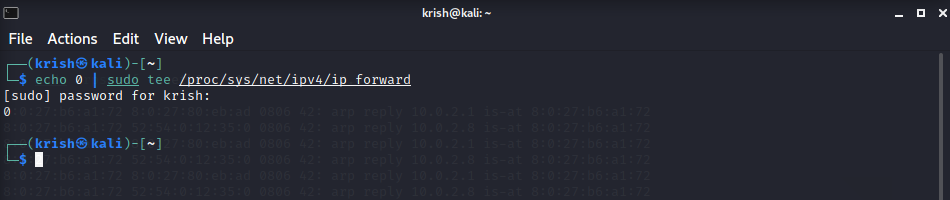 krish@kali: ~
File Actions Edit View Help
┌──(krish㉿kali)-[~]
└─$ echo 0 | sudo tee /proc/sys/net/ipv4/ip_forward
[sudo] password for krish:
0
┌──(krish㉿kali)-[~]
└─$